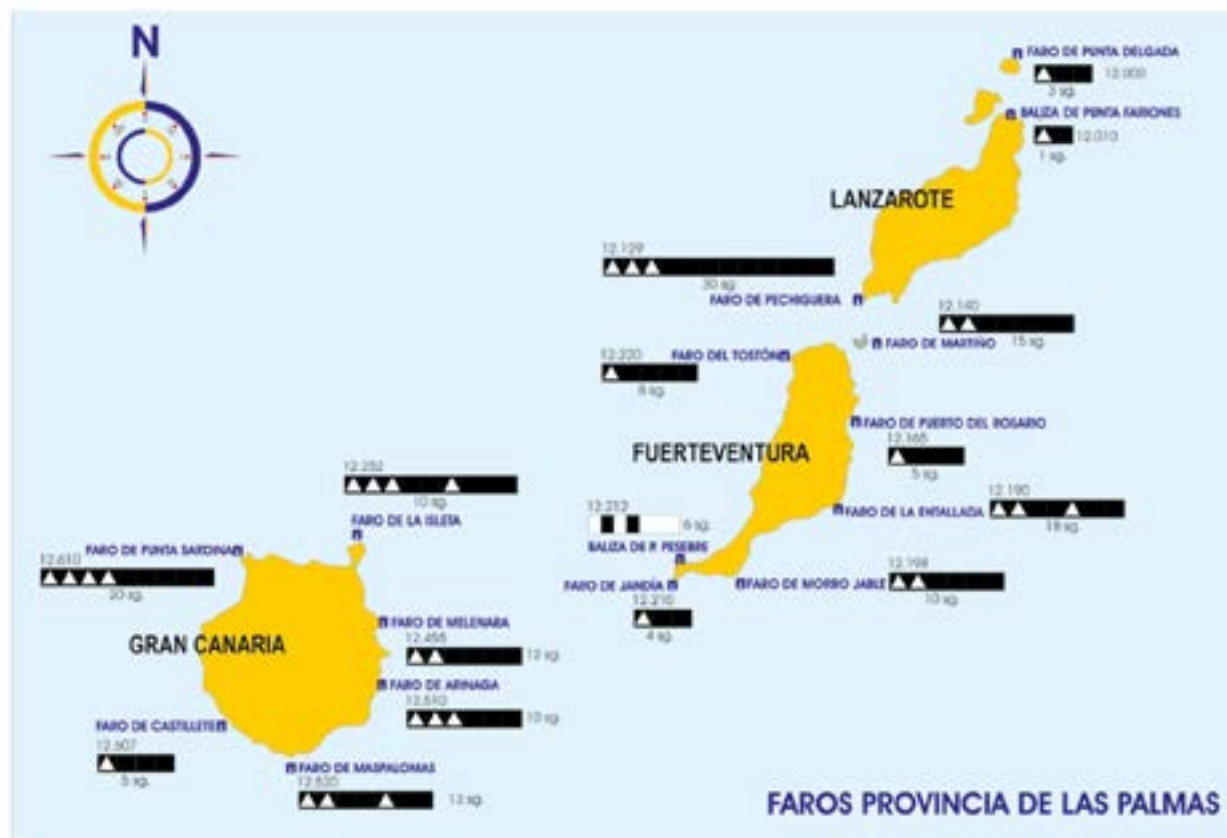 N
FARO DE PUNTA DELGADA
12.000
3 sg.
BALIZA DE PUNTA FARIONES
12.010
1 sg.
LANZAROTE
12.129
30 sg.
FARO DE PECHIGUERA
12.140
15 sg.
FARO DE MARTIÑO
FARO DEL TOSTÓN
12.220
8 sg.
FARO DE PUERTO DEL ROSARIO
12.165
5 sg.
FUERTEVENTURA
FARO DE LA ENTALLADA
12.190
18 sg.
12.212
6 sg.
BALIZA DE P. PESEBRE
FARO DE JANDÍA
12.210
4 sg.
FARO DE MORRO JABLE
12.198
10 sg.
12.252
10 sg.
FARO DE LA ISLETA
FARO DE PUNTA SARDINA
12.610
20 sg.
GRAN CANARIA
FARO DE MELENARA
12 sg.
FARO DE ARINAGA
12.510
10 sg.
FARO DE CASTILLETE
12.607
5 sg.
FARO DE MASPALOMAS
13 sg.
FAROS PROVINCIA DE LAS PALMAS